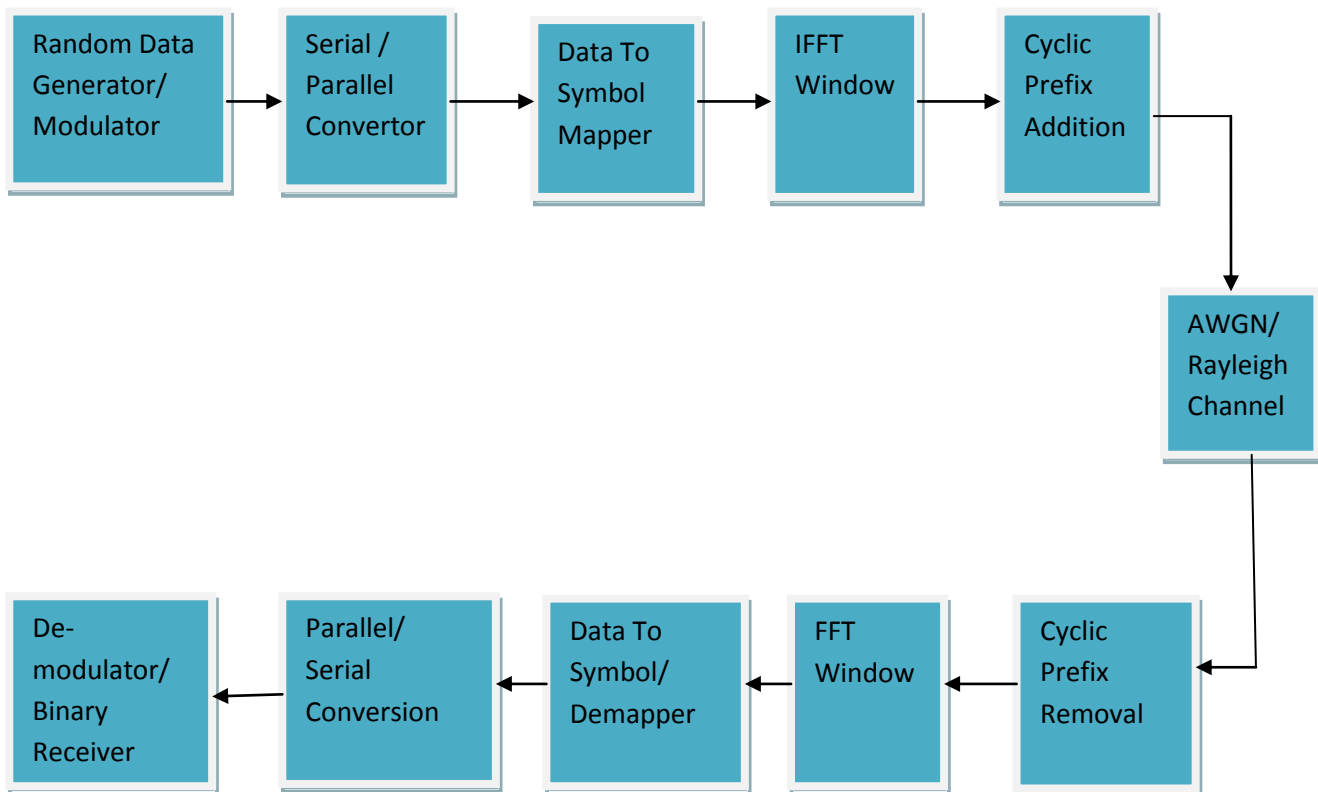 Random Data
Generator/
Modulator
Serial /
Parallel
Convertor
Data To
Symbol
Mapper
IFFT
Window
Cyclic
Prefix
Addition
AWGN/
Rayleigh
Channel
De-
modulator/
Binary
Receiver
Parallel/
Serial
Conversion
Data To
Symbol/
Demapper
FFT
Window
Cyclic
Prefix
Removal